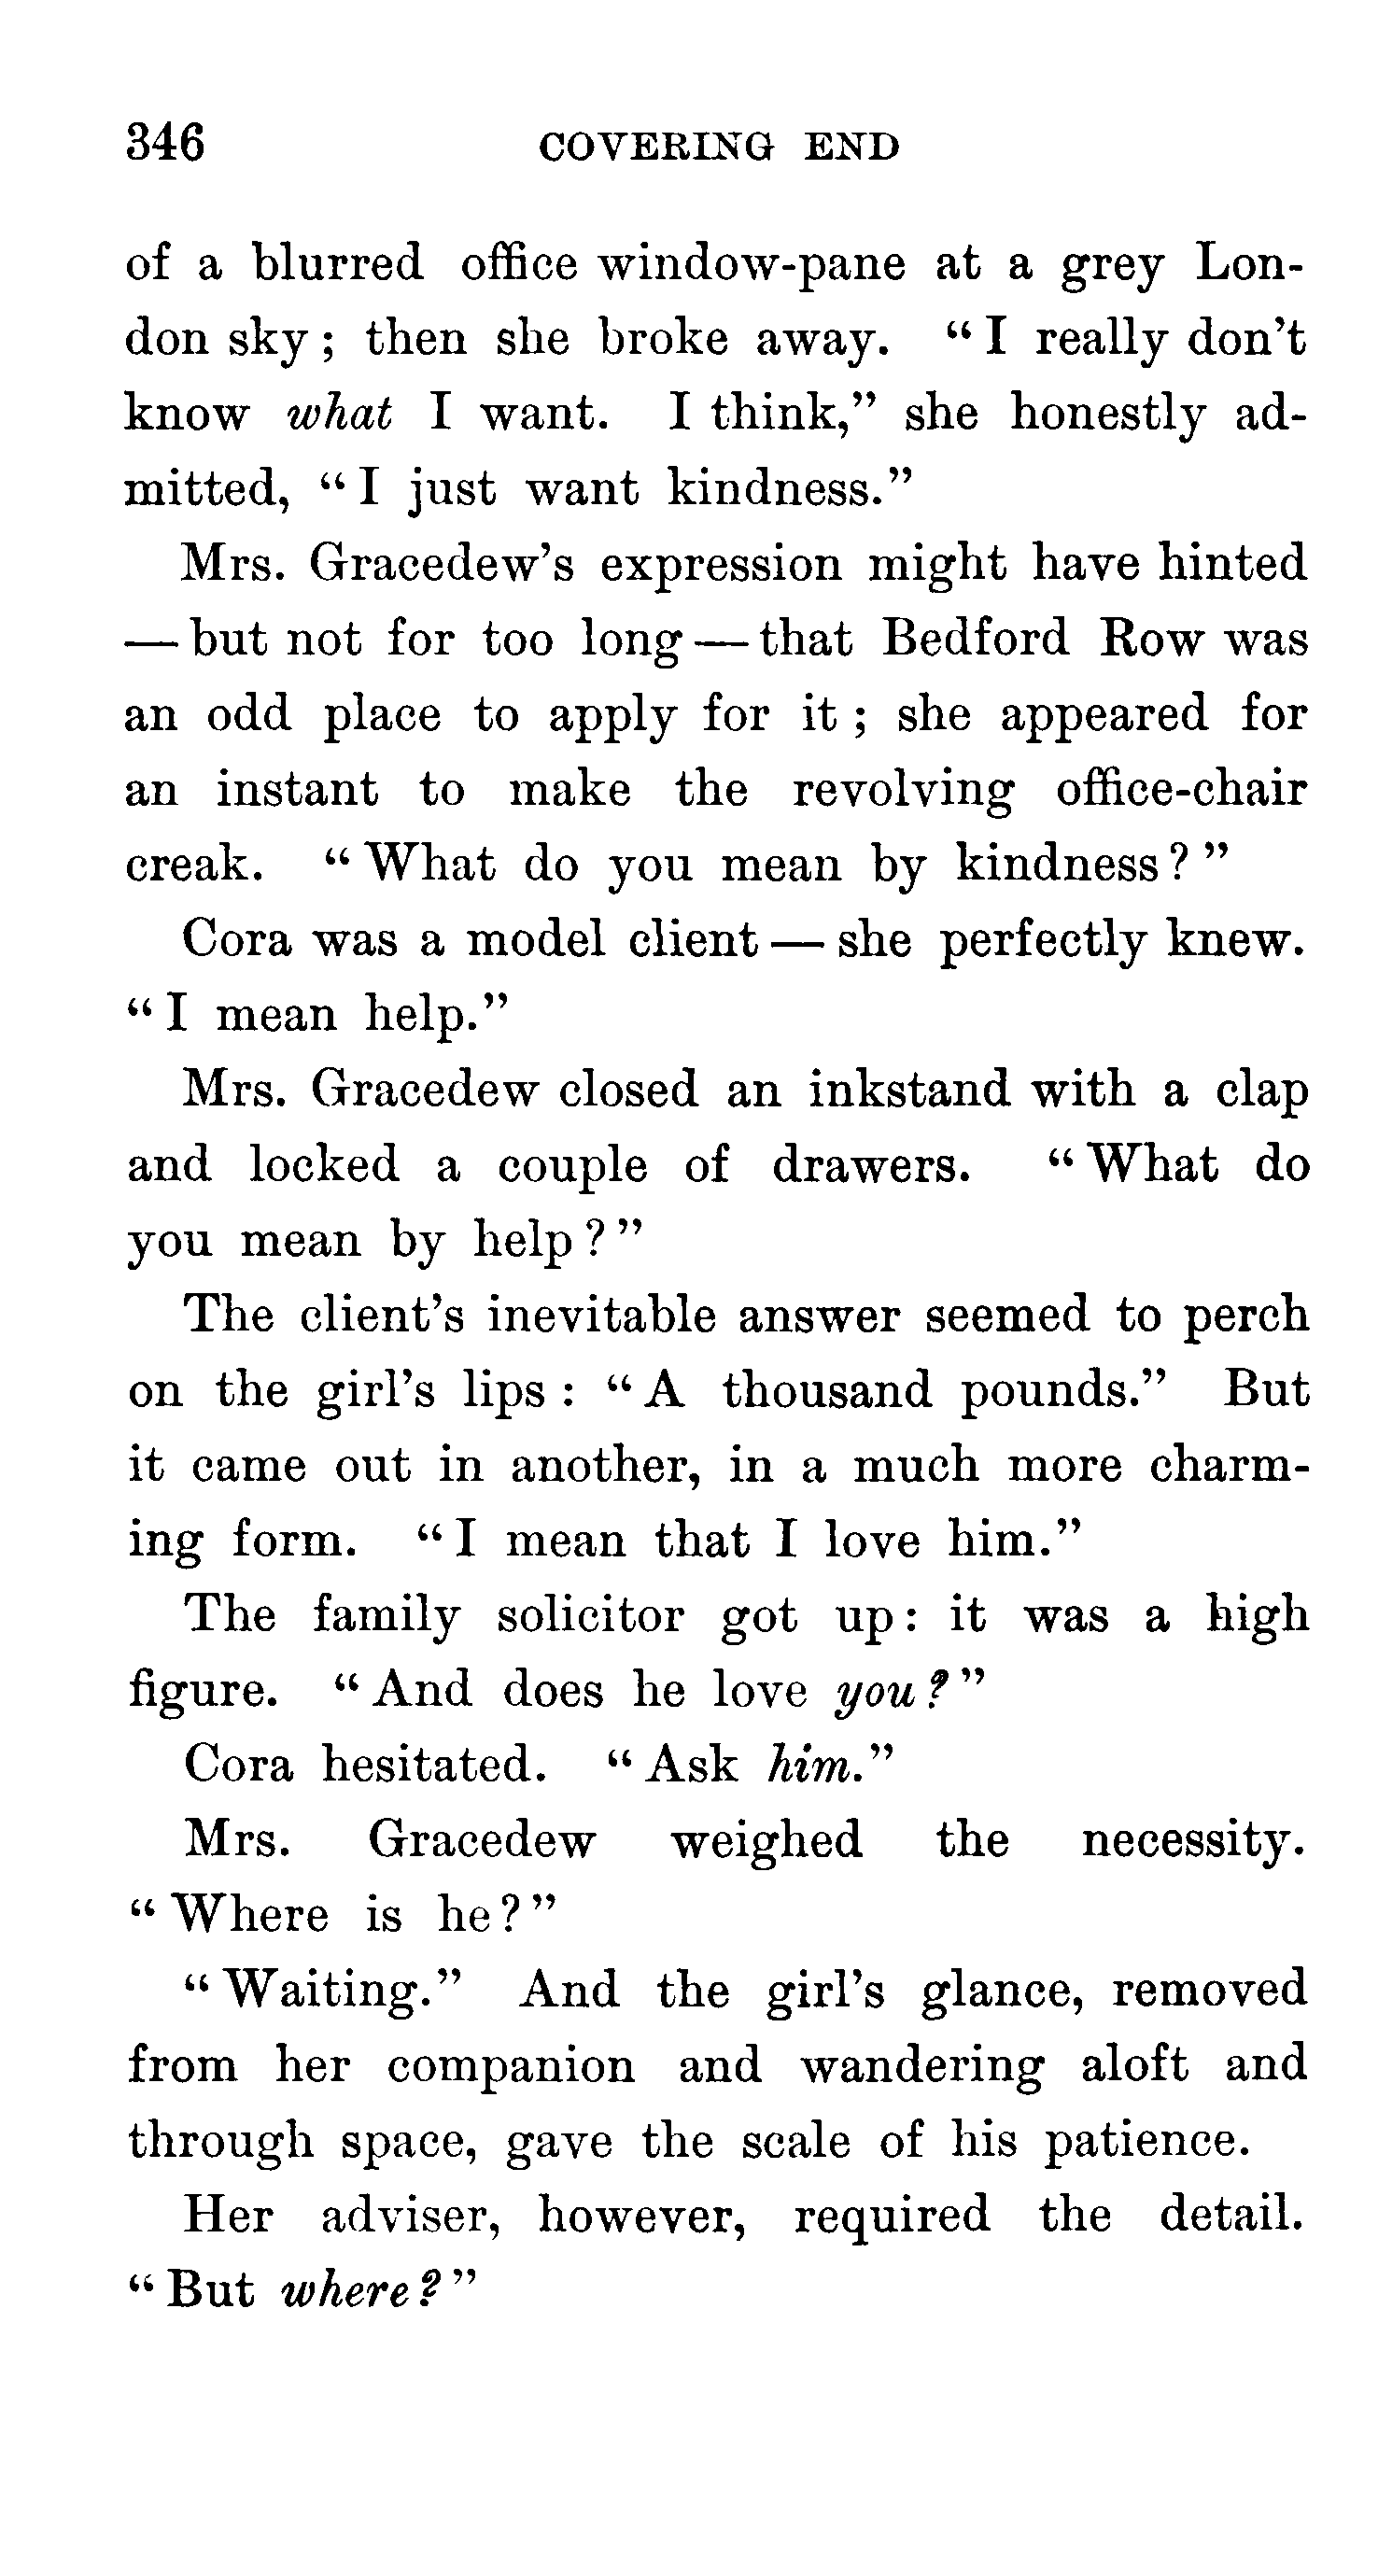 346 COVERING END
of a blurred office window-pane at a grey Lon-
don sky; then she broke away. “I really don’t
know what I want. I think,” she honestly ad-
mitted, “I just want kindness.”
Mrs. Gracedew’s expression might have hinted
—but not for too long—that Bedford Row was
an odd place to apply for it; she appeared for
an instant to make the revolving office-chair
creak. “What do you mean by kindness?”
Cora was a model client—she perfectly knew.
“I mean help.”
Mrs. Gracedew closed an inkstand with a clap
and locked a couple of drawers. “What do
you mean by help?”
The client’s inevitable answer seemed to perch
on the girl’s lips: “A thousand pounds.” But
it came out in another, in a much more charm-
ing form. “I mean that I love him.”
The family solicitor got up: it was a high
figure. “And does he love you?”
Cora hesitated. “Ask him.”
Mrs. Gracedew weighed the necessity.
“Where is he?”
“Waiting.” And the girl’s glance, removed
from her companion and wandering aloft and
through space, gave the scale of his patience.
Her adviser, however, required the detail.
“But where?”